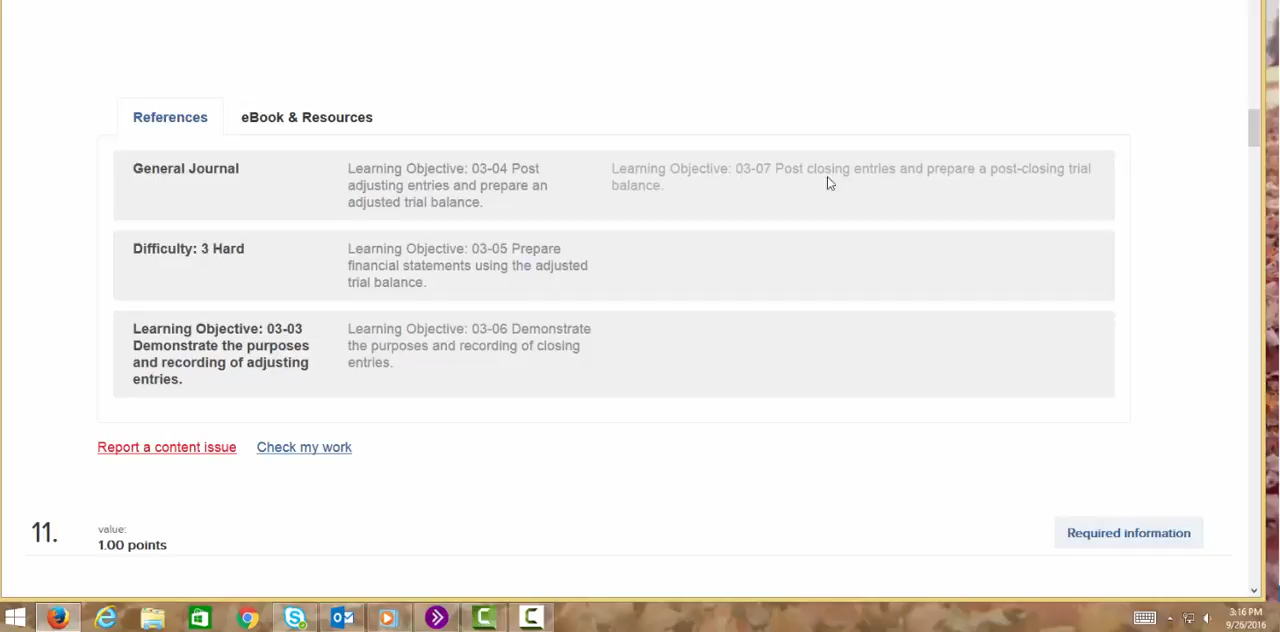 References
eBook & Resources
General Journal
Learning Objective: 03-04 Post
adjusting entries and prepare an
adjusted trial balance.
Learning Objective: 03-07 Post closing entries and prepare a post-closing trial
balance.
Difficulty: 3 Hard
Learning Objective: 03-05 Prepare
financial statements using the adjusted
trial balance.
Learning Objective: 03-03
Demonstrate the purposes
and recording of adjusting
entries.
Learning Objective: 03-06 Demonstrate
the purposes and recording of closing
entries.
Report a content issue
Check my work
11.
value:
1.00 points
Required information
3:16 PM
9/26/2016